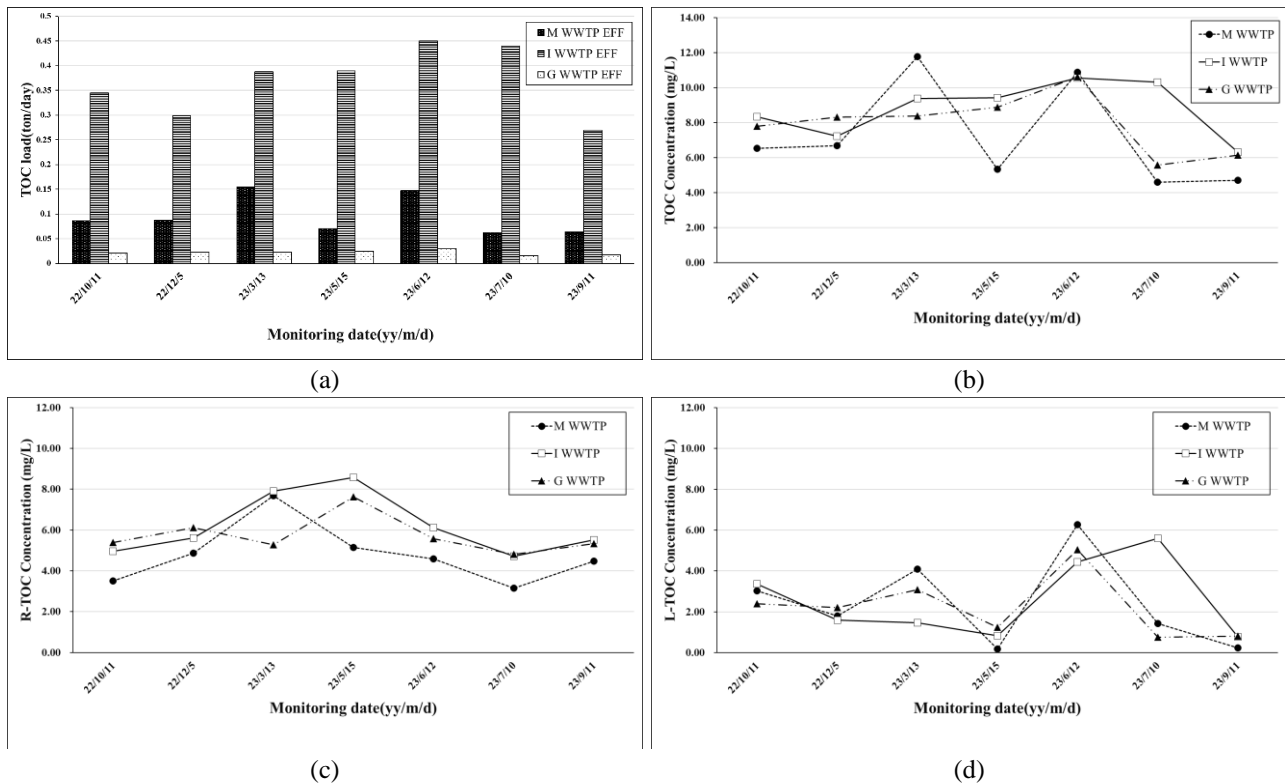 TOC load(ton/day)
0.5
0.45
0.4
0.35
0.3
0.25
0.2
0.15
0.1
0.05
0
M WWTP EFF
I WWTP EFF
G WWTP EFF
22/10/11
22/12/5
23/3/13
23/5/15
23/6/12
23/7/10
23/9/11
Monitoring date(yy/m/d)
(a)
TOC Concentration (mg/L)
14.00
12.00
10.00
8.00
6.00
4.00
2.00
0.00
M WWTP
I WWTP
G WWTP
22/10/11
22/12/5
23/3/13
23/5/15
23/6/12
23/7/10
23/9/11
Monitoring date(yy/m/d)
(b)
R-TOC Concentration (mg/L)
12.00
10.00
8.00
6.00
4.00
2.00
0.00
M WWTP
I WWTP
G WWTP
22/10/11
22/12/5
23/3/13
23/5/15
23/6/12
23/7/10
23/9/11
Monitoring date(yy/m/d)
(c)
L-TOC Concentration (mg/L)
12.00
10.00
8.00
6.00
4.00
2.00
0.00
M WWTP
I WWTP
G WWTP
22/10/11
22/12/5
23/3/13
23/5/15
23/6/12
23/7/10
23/9/11
Monitoring date(yy/m/d)
(d)